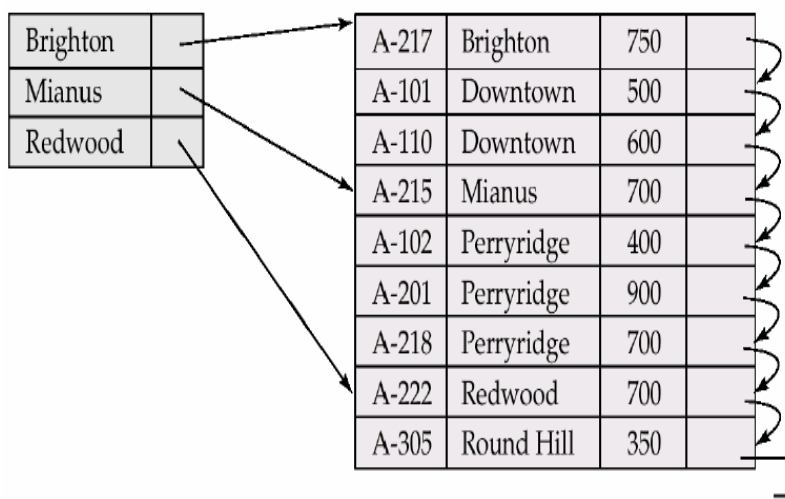 Brighton
Mianus
Redwood
A-217 Brighton 750
A-101 Downtown 500
A-110 Downtown 600
A-215 Mianus 700
A-102 Perryridge 400
A-201 Perryridge 900
A-218 Perryridge 700
A-222 Redwood 700
A-305 Round Hill 350